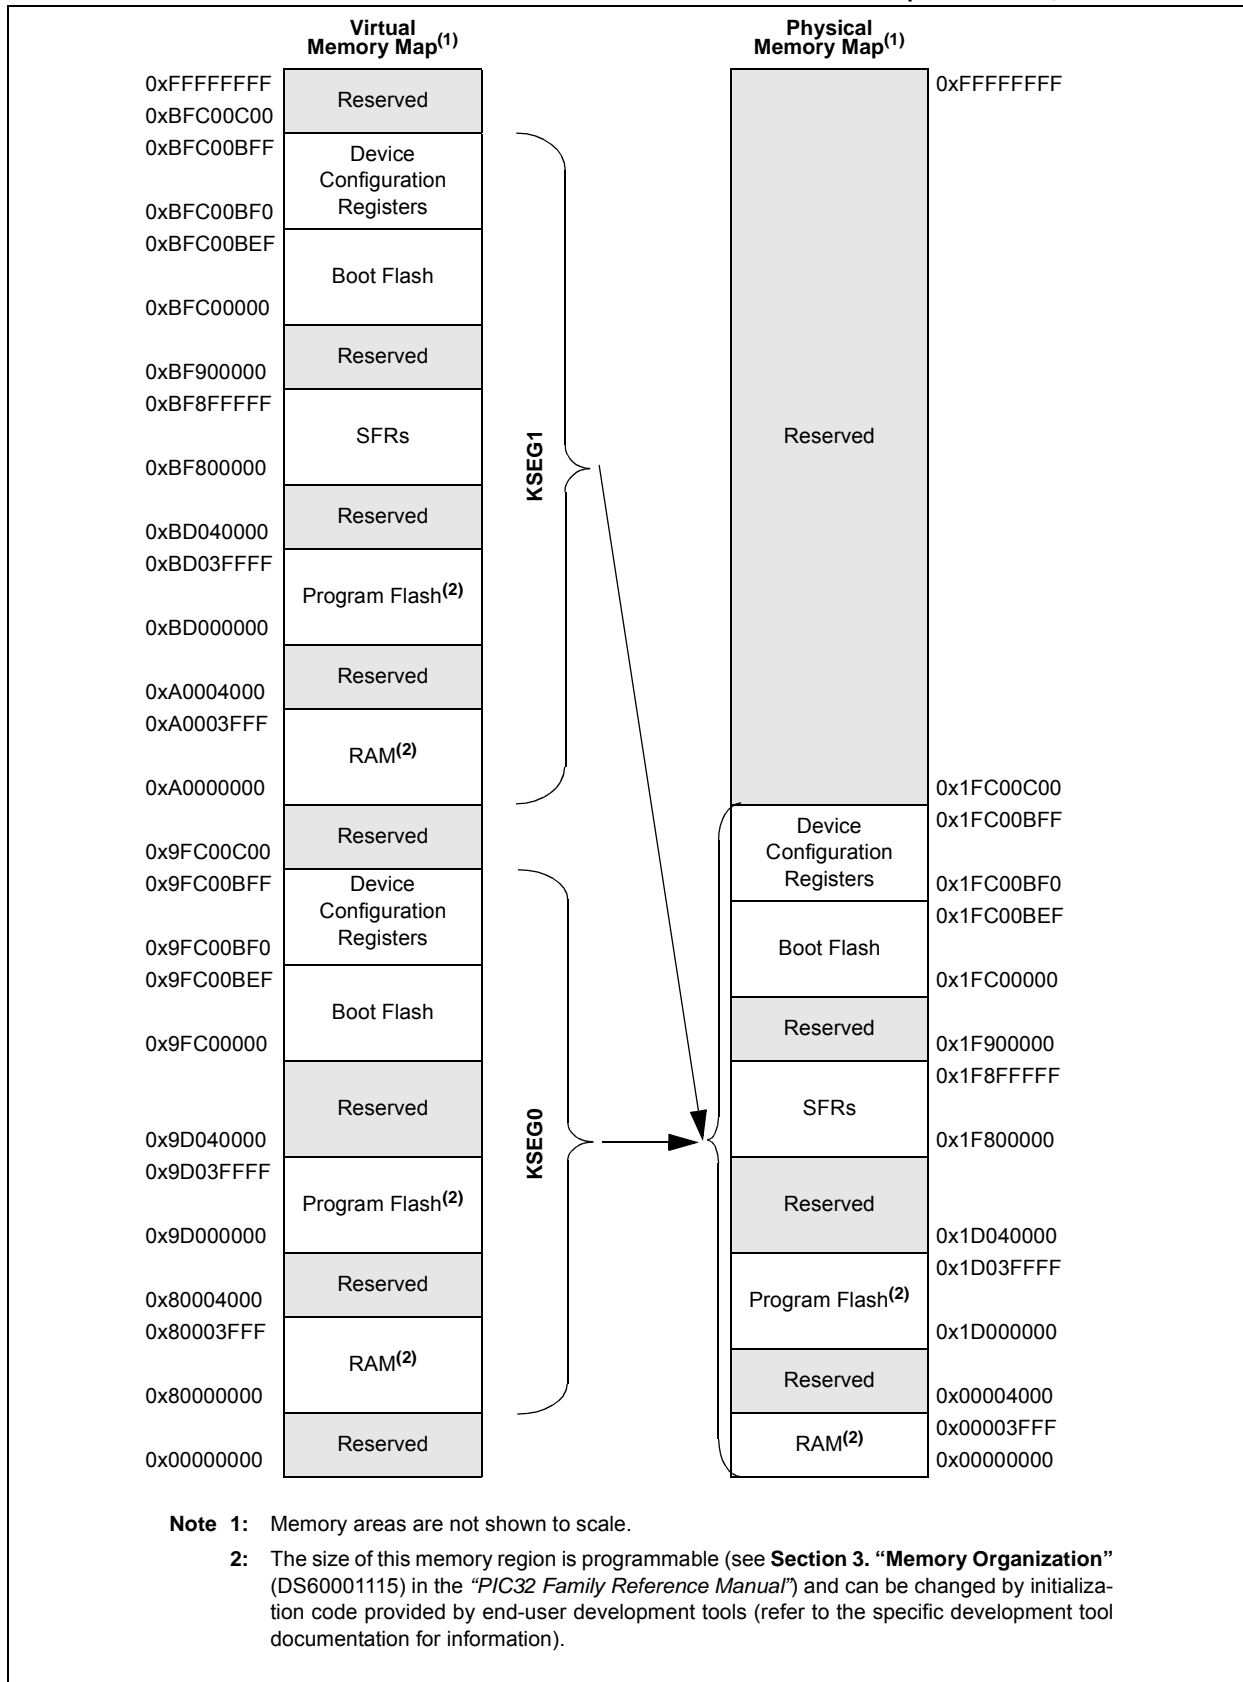 Virtual
Memory Map(1)
0xFFFFFFFF
Reserved
0xBFC00C00
0xBFC00BFF
Device
Configuration
Registers
0xBFC00BF0
0xBFC00BEF
Boot Flash
0xBFC00000
Reserved
0xBF900000
0xBF8FFFFF
SFRs
0xBF800000
Reserved
0xBD040000
0xBD03FFFF
Program Flash(2)
0xBD000000
Reserved
0xA0004000
0xA0003FFF
RAM(2)
0xA0000000
Reserved
0x9FC00C00
0x9FC00BFF
Device
Configuration
Registers
0x9FC00BF0
0x9FC00BEF
Boot Flash
0x9FC00000
Reserved
0x9D040000
0x9D03FFFF
Program Flash(2)
0x9D000000
Reserved
0x80004000
0x80003FFF
RAM(2)
0x80000000
Reserved
0x00000000
KSEG1
KSEG0
Physical
Memory Map(1)
0xFFFFFFFF
Reserved
0x1FC00C00
0x1FC00BFF
Device
Configuration
Registers
0x1FC00BF0
0x1FC00BEF
Boot Flash
0x1FC00000
Reserved
0x1F900000
0x1F8FFFFF
SFRs
0x1F800000
Reserved
0x1D040000
0x1D03FFFF
Program Flash(2)
0x1D000000
Reserved
0x00004000
0x00003FFF
RAM(2)
0x00000000
Note 1: Memory areas are not shown to scale.
2: The size of this memory region is programmable (see Section 3. “Memory Organization”
(DS60001115) in the “PIC32 Family Reference Manual”) and can be changed by initializa-
tion code provided by end-user development tools (refer to the specific development tool
documentation for information).